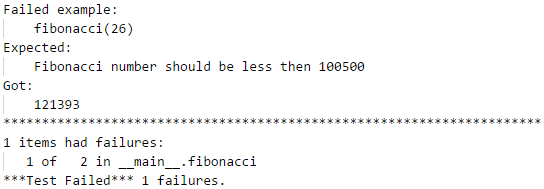 Failed example:
    fibonacci(26)
Expected:
    Fibonacci number should be less then 100500
Got:
    121393
**********************************************************************
1 items had failures:
   1 of   2 in __main__.fibonacci
***Test Failed*** 1 failures.